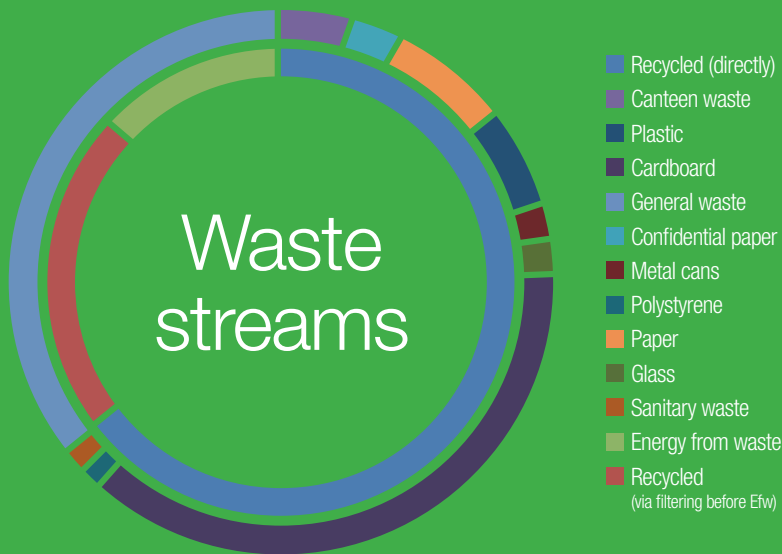 Waste
streams
Recycled (directly)
Canteen waste
Plastic
Cardboard
General waste
Confidential paper
Metal cans
Polystyrene
Paper
Glass
Sanitary waste
Energy from waste
Recycled
(via filtering before Efw)